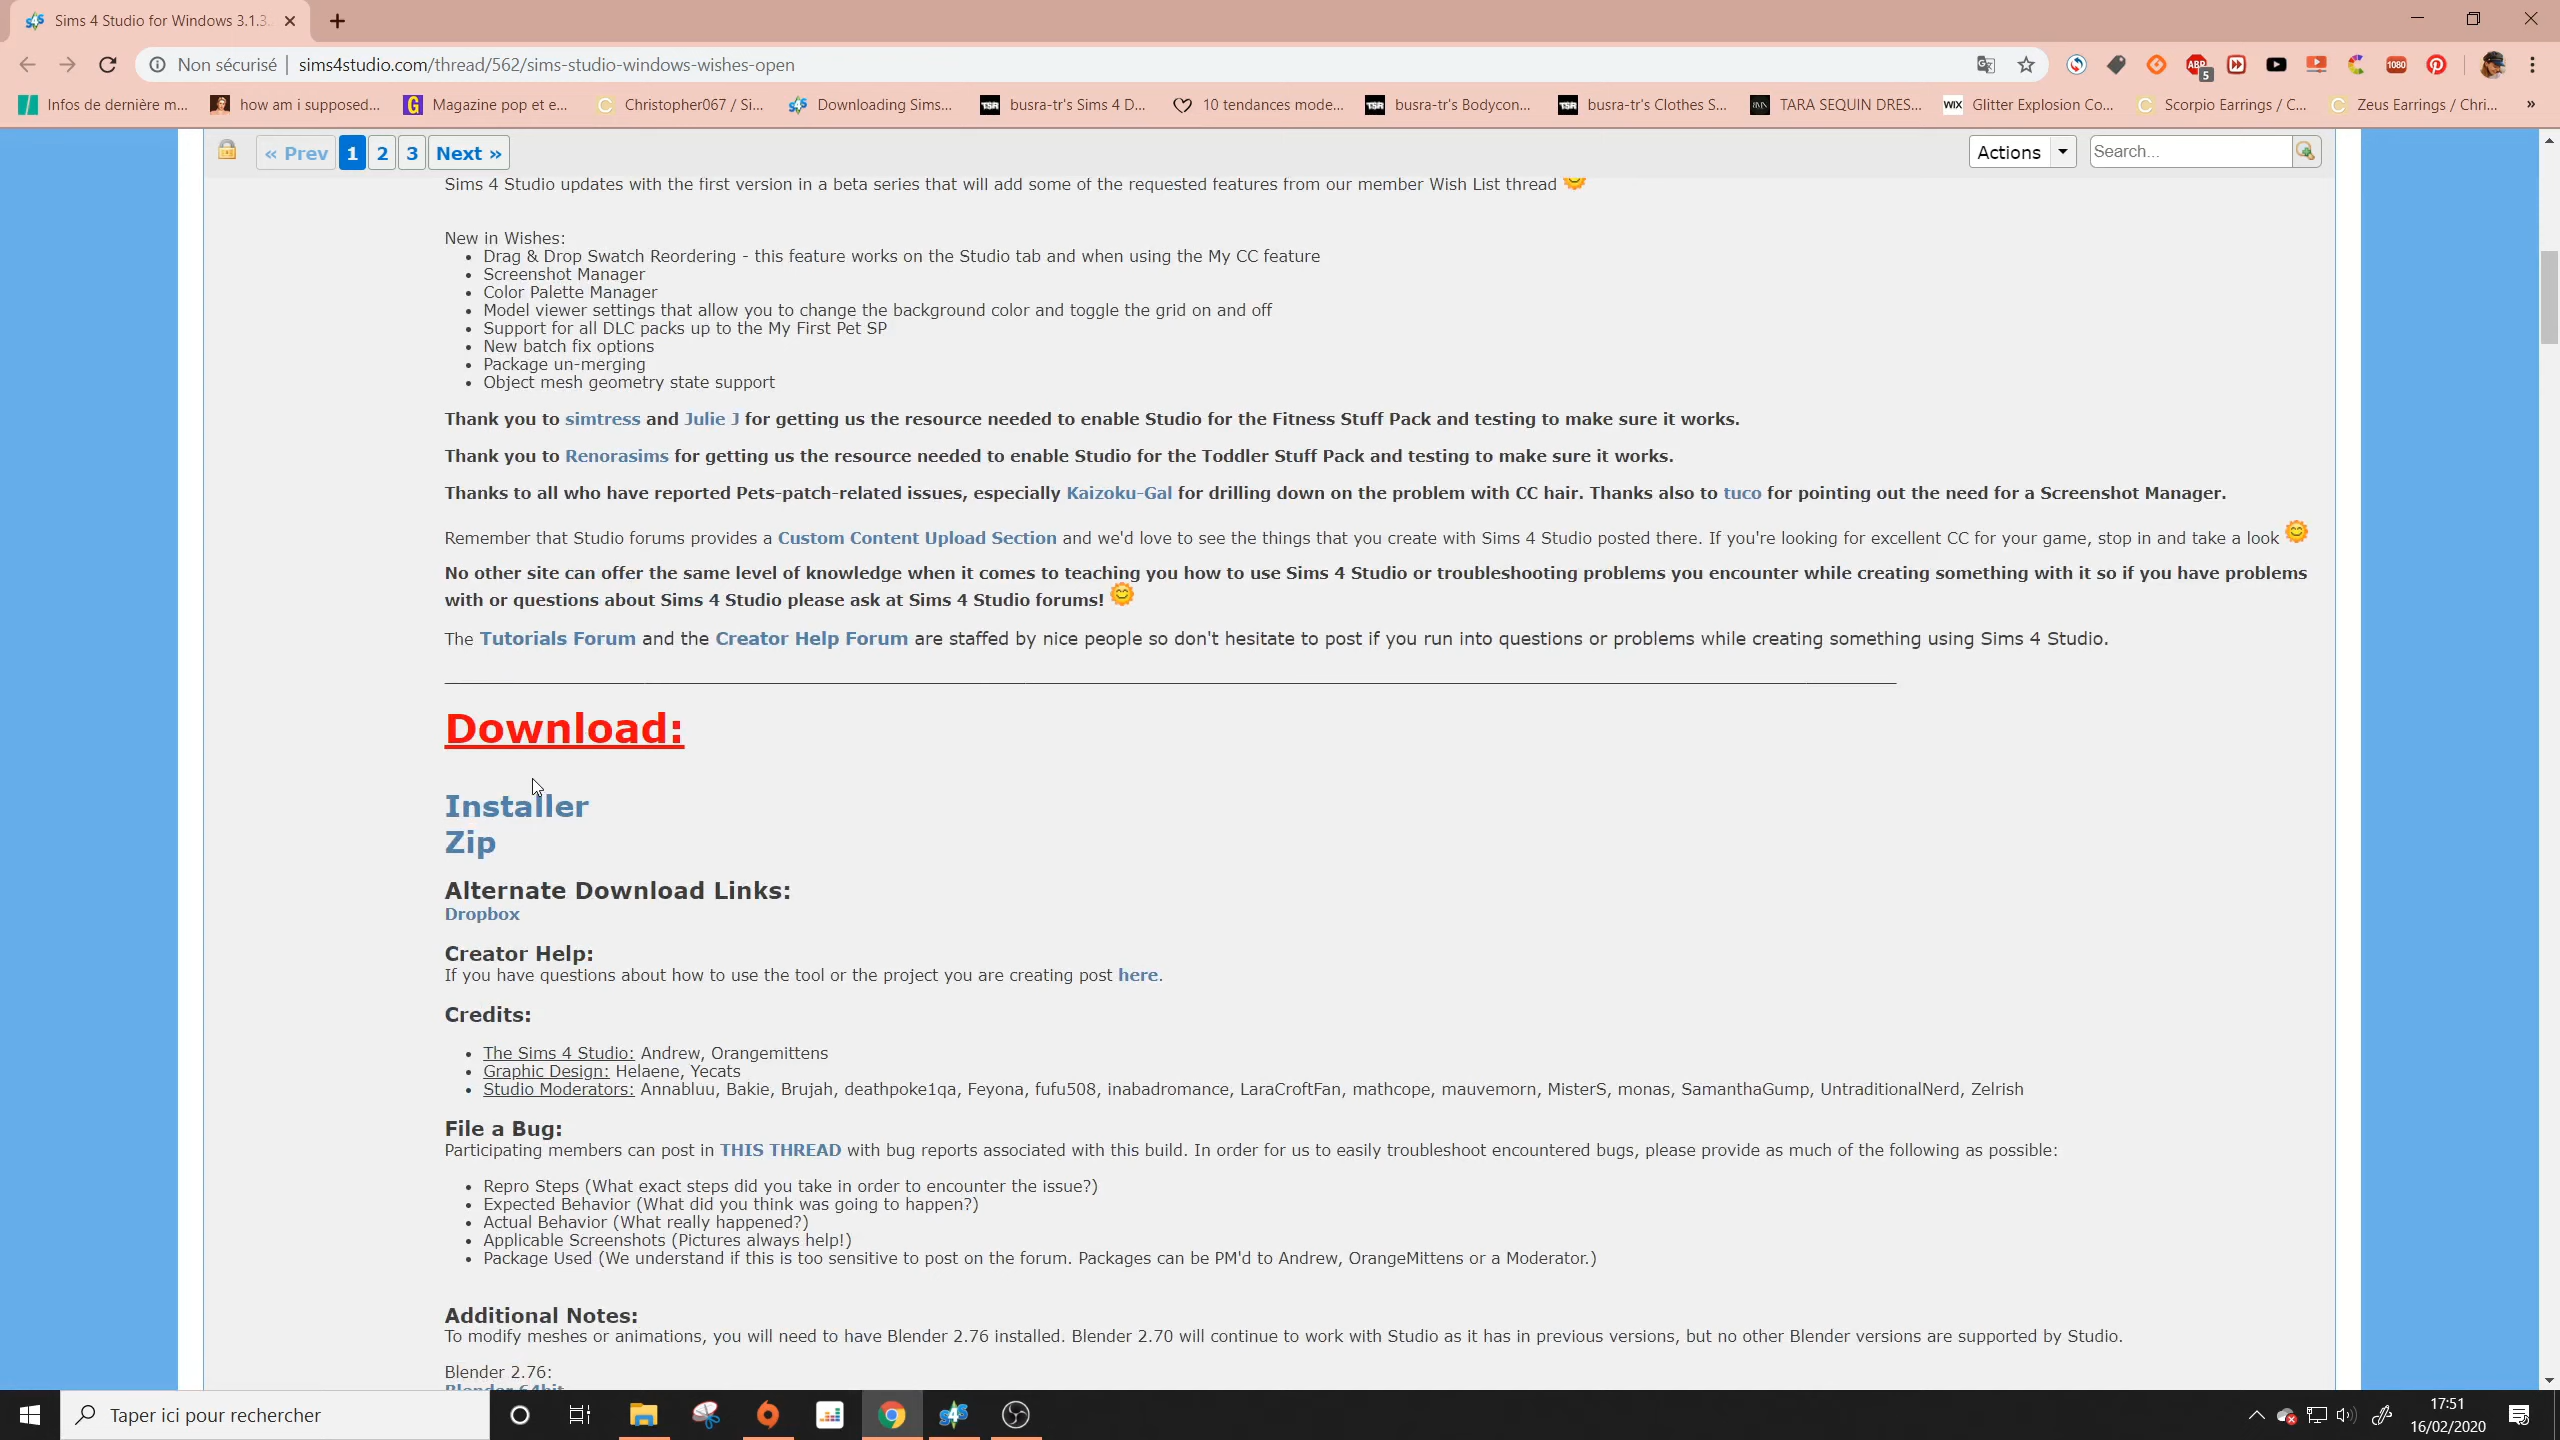 Sims 4 Studio for Windows 3.1.3.
Non sécurisé | sims4studio.com/thread/562/sims-studio-windows-wishes-open
ABP 5 1080
Infos de dernière m... how am i supposed... Magazine pop et e... Christopher067 / Si... Downloading Sims... TSR busra-tr's Sims 4 D... 10 tendances mode... TSR busra-tr's Bodycon... TSR busra-tr's Clothes S... TARA SEQUIN DRES... WIX Glitter Explosion Co... Scorpio Earrings / C... Zeus Earrings / Chri... »
« Prev 1 2 3 Next » Actions Search...
Sims 4 Studio updates with the first version in a beta series that will add some of the requested features from our member Wish List thread
New in Wishes:
• Drag & Drop Swatch Reordering - this feature works on the Studio tab and when using the My CC feature
• Screenshot Manager
• Color Palette Manager
• Model viewer settings that allow you to change the background color and toggle the grid on and off
• Support for all DLC packs up to the My First Pet SP
• New batch fix options
• Package un-merging
• Object mesh geometry state support
Thank you to simtress and Julie J for getting us the resource needed to enable Studio for the Fitness Stuff Pack and testing to make sure it works.
Thank you to Renorasims for getting us the resource needed to enable Studio for the Toddler Stuff Pack and testing to make sure it works.
Thanks to all who have reported Pets-patch-related issues, especially Kaizoku-Gal for drilling down on the problem with CC hair. Thanks also to tuco for pointing out the need for a Screenshot Manager.
Remember that Studio forums provides a Custom Content Upload Section and we'd love to see the things that you create with Sims 4 Studio posted there. If you're looking for excellent CC for your game, stop in and take a look
No other site can offer the same level of knowledge when it comes to teaching you how to use Sims 4 Studio or troubleshooting problems you encounter while creating something with it so if you have problems
with or questions about Sims 4 Studio please ask at Sims 4 Studio forums!
The Tutorials Forum and the Creator Help Forum are staffed by nice people so don't hesitate to post if you run into questions or problems while creating something using Sims 4 Studio.
Download:
Installer
Zip
Alternate Download Links:
Dropbox
Creator Help:
If you have questions about how to use the tool or the project you are creating post here.
Credits:
• The Sims 4 Studio: Andrew, Orangemittens
• Graphic Design: Helaene, Yecats
• Studio Moderators: Annabluu, Bakie, Brujah, deathpoke1qa, Feyona, fufu508, inabadromance, LaraCroftFan, mathcope, mauvemorn, MisterS, monas, SamanthaGump, UntraditionalNerd, Zelrish
File a Bug:
Participating members can post in THIS THREAD with bug reports associated with this build. In order for us to easily troubleshoot encountered bugs, please provide as much of the following as possible:
• Repro Steps (What exact steps did you take in order to encounter the issue?)
• Expected Behavior (What did you think was going to happen?)
• Actual Behavior (What really happened?)
• Applicable Screenshots (Pictures always help!)
• Package Used (We understand if this is too sensitive to post on the forum. Packages can be PM'd to Andrew, OrangeMittens or a Moderator.)
Additional Notes:
To modify meshes or animations, you will need to have Blender 2.76 installed. Blender 2.70 will continue to work with Studio as it has in previous versions, but no other Blender versions are supported by Studio.
Blender 2.76:
Blender 64bit
Taper ici pour rechercher
17:51
16/02/2020